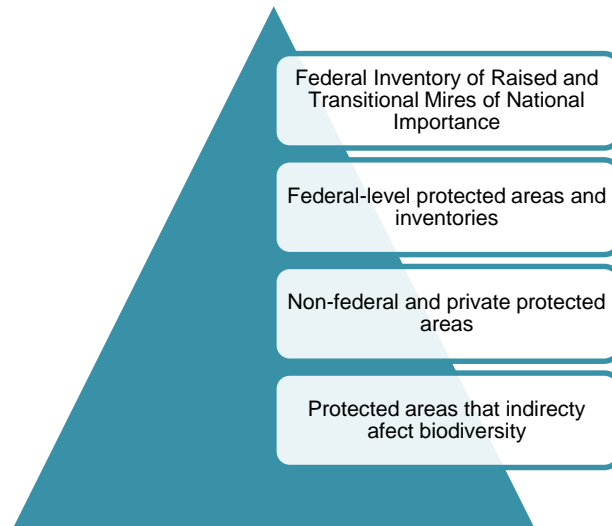 Federal Inventory of Raised and
Transitional Mires of National
Importance
Federal-level protected areas and
inventories
Non-federal and private protected
areas
Protected areas that indirecty
afect biodiversity